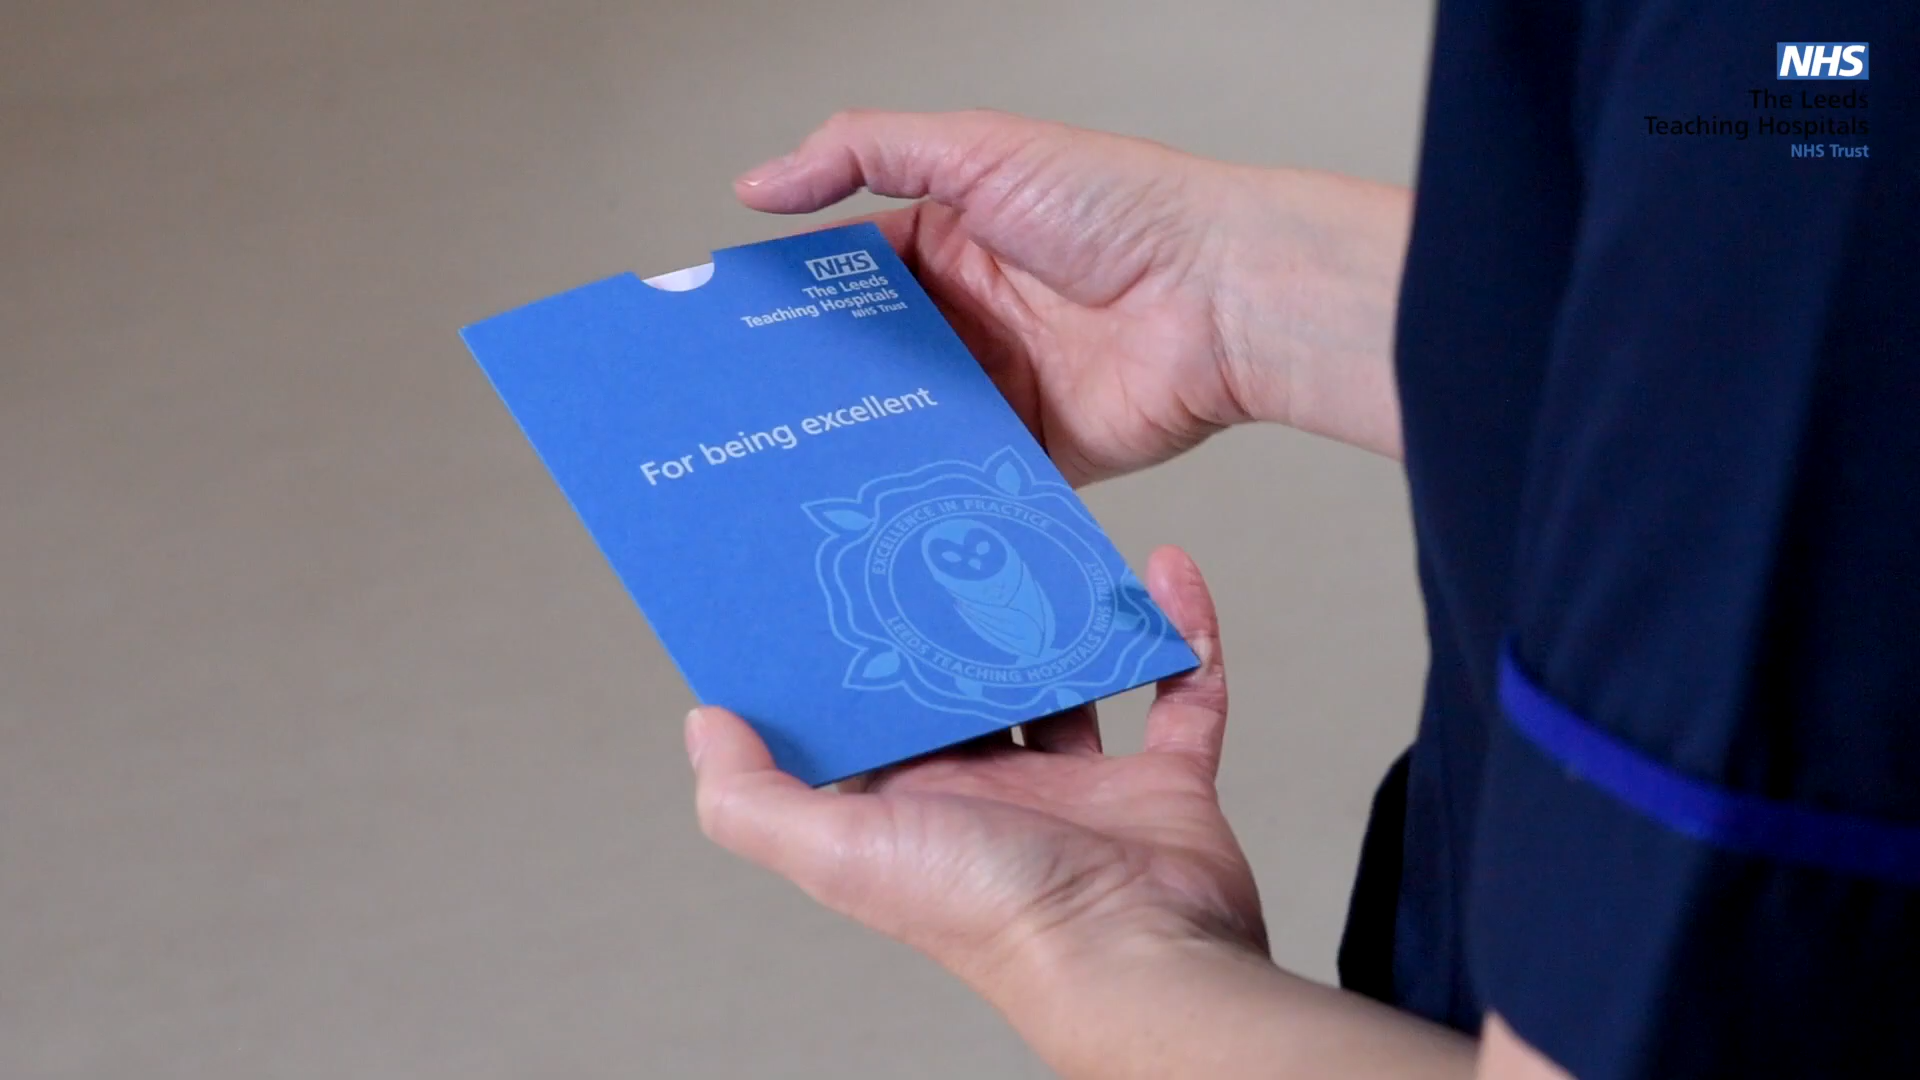 NHS
The Leeds
Teaching Hospitals
NHS Trust
NHS
The Leeds
Teaching Hospitals
NHS Trust
For being excellent
EXCELLENCE IN PRACTICE
LEEDS TEACHING HOSPITALS NHS TRUST